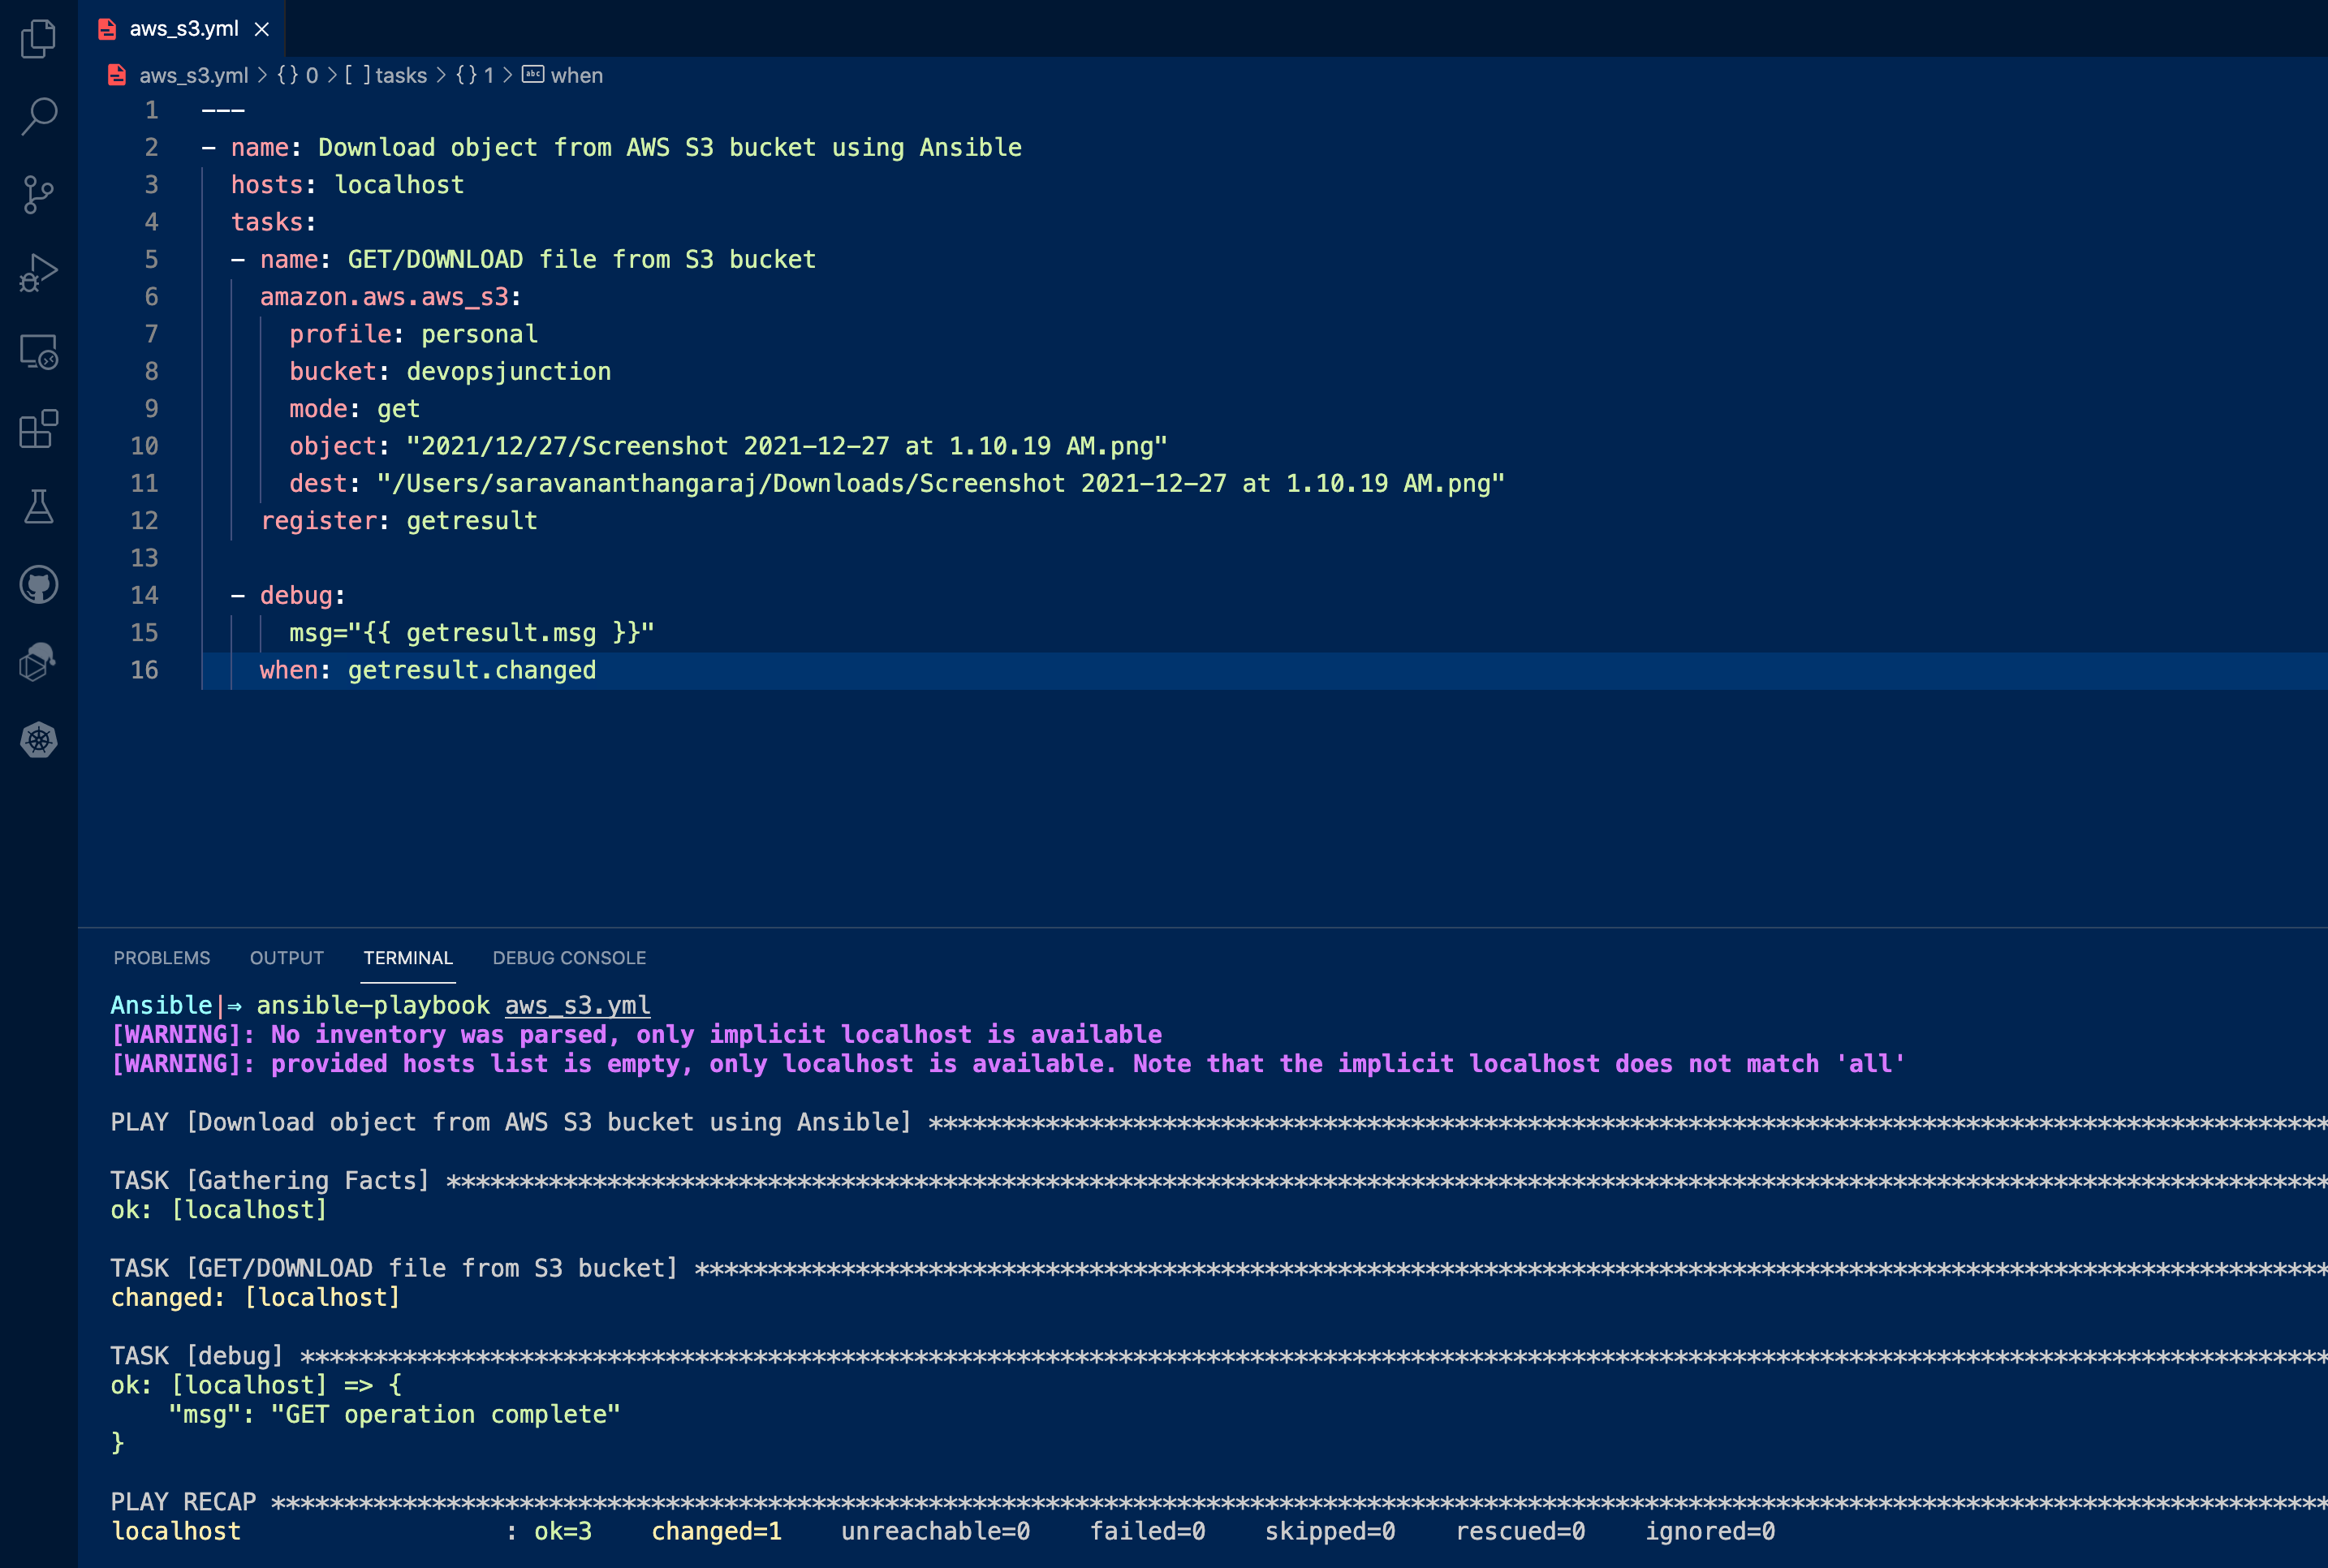 aws_s3.yml
aws_s3.yml > {} 0 > [ ] tasks > {} 1 > abc when
1 ---
2 - name: Download object from AWS S3 bucket using Ansible
3   hosts: localhost
4   tasks:
5   - name: GET/DOWNLOAD file from S3 bucket
6     amazon.aws.aws_s3:
7       profile: personal
8       bucket: devopsjunction
9       mode: get
10       object: "2021/12/27/Screenshot 2021-12-27 at 1.10.19 AM.png"
11       dest: "/Users/saravananthangaraj/Downloads/Screenshot 2021-12-27 at 1.10.19 AM.png"
12     register: getresult
13
14   - debug:
15       msg="{{ getresult.msg }}"
16     when: getresult.changed
PROBLEMS OUTPUT TERMINAL DEBUG CONSOLE
Ansible|⇒ ansible-playbook aws_s3.yml
[WARNING]: No inventory was parsed, only implicit localhost is available
[WARNING]: provided hosts list is empty, only localhost is available. Note that the implicit localhost does not match 'all'
PLAY [Download object from AWS S3 bucket using Ansible] ************************************************************************************************
TASK [Gathering Facts] *********************************************************************************************************************************
ok: [localhost]
TASK [GET/DOWNLOAD file from S3 bucket] ****************************************************************************************************************
changed: [localhost]
TASK [debug] *******************************************************************************************************************************************
ok: [localhost] => {
    "msg": "GET operation complete"
}
PLAY RECAP *********************************************************************************************************************************************
localhost                  : ok=3    changed=1    unreachable=0    failed=0    skipped=0    rescued=0    ignored=0